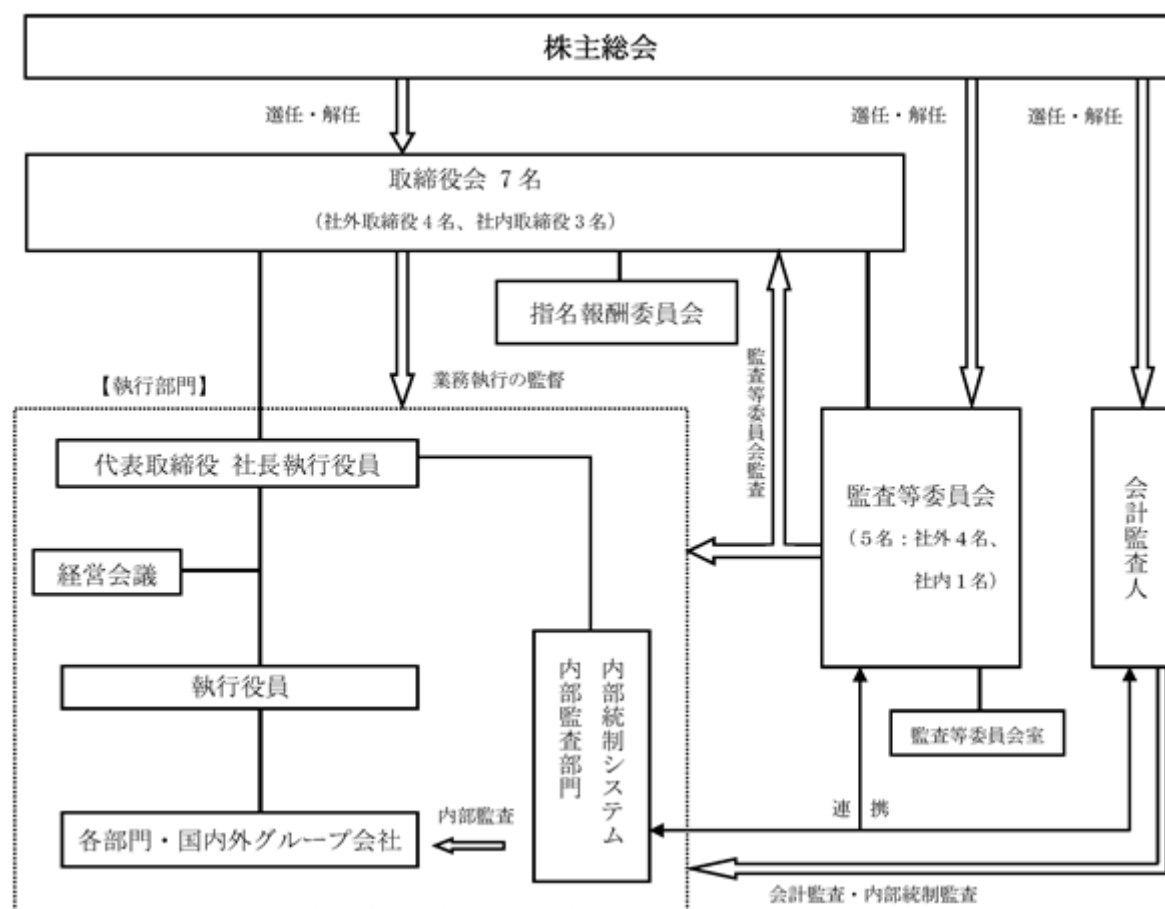 株主総会
選任・解任
選任・解任
選任・解任
取締役会 7名
(社外取締役4名、社内取締役3名)
指名報酬委員会
【執行部門】
業務執行の監督
監査等委員会監査
代表取締役 社長執行役員
監査等委員会
(5名:社外4名、
社内1名)
会計監査人
経営会議
執行役員
内部統制システム
内部監査部門
監査等委員会室
連携
内部監査
各部門・国内外グループ会社
会計監査・内部統制監査